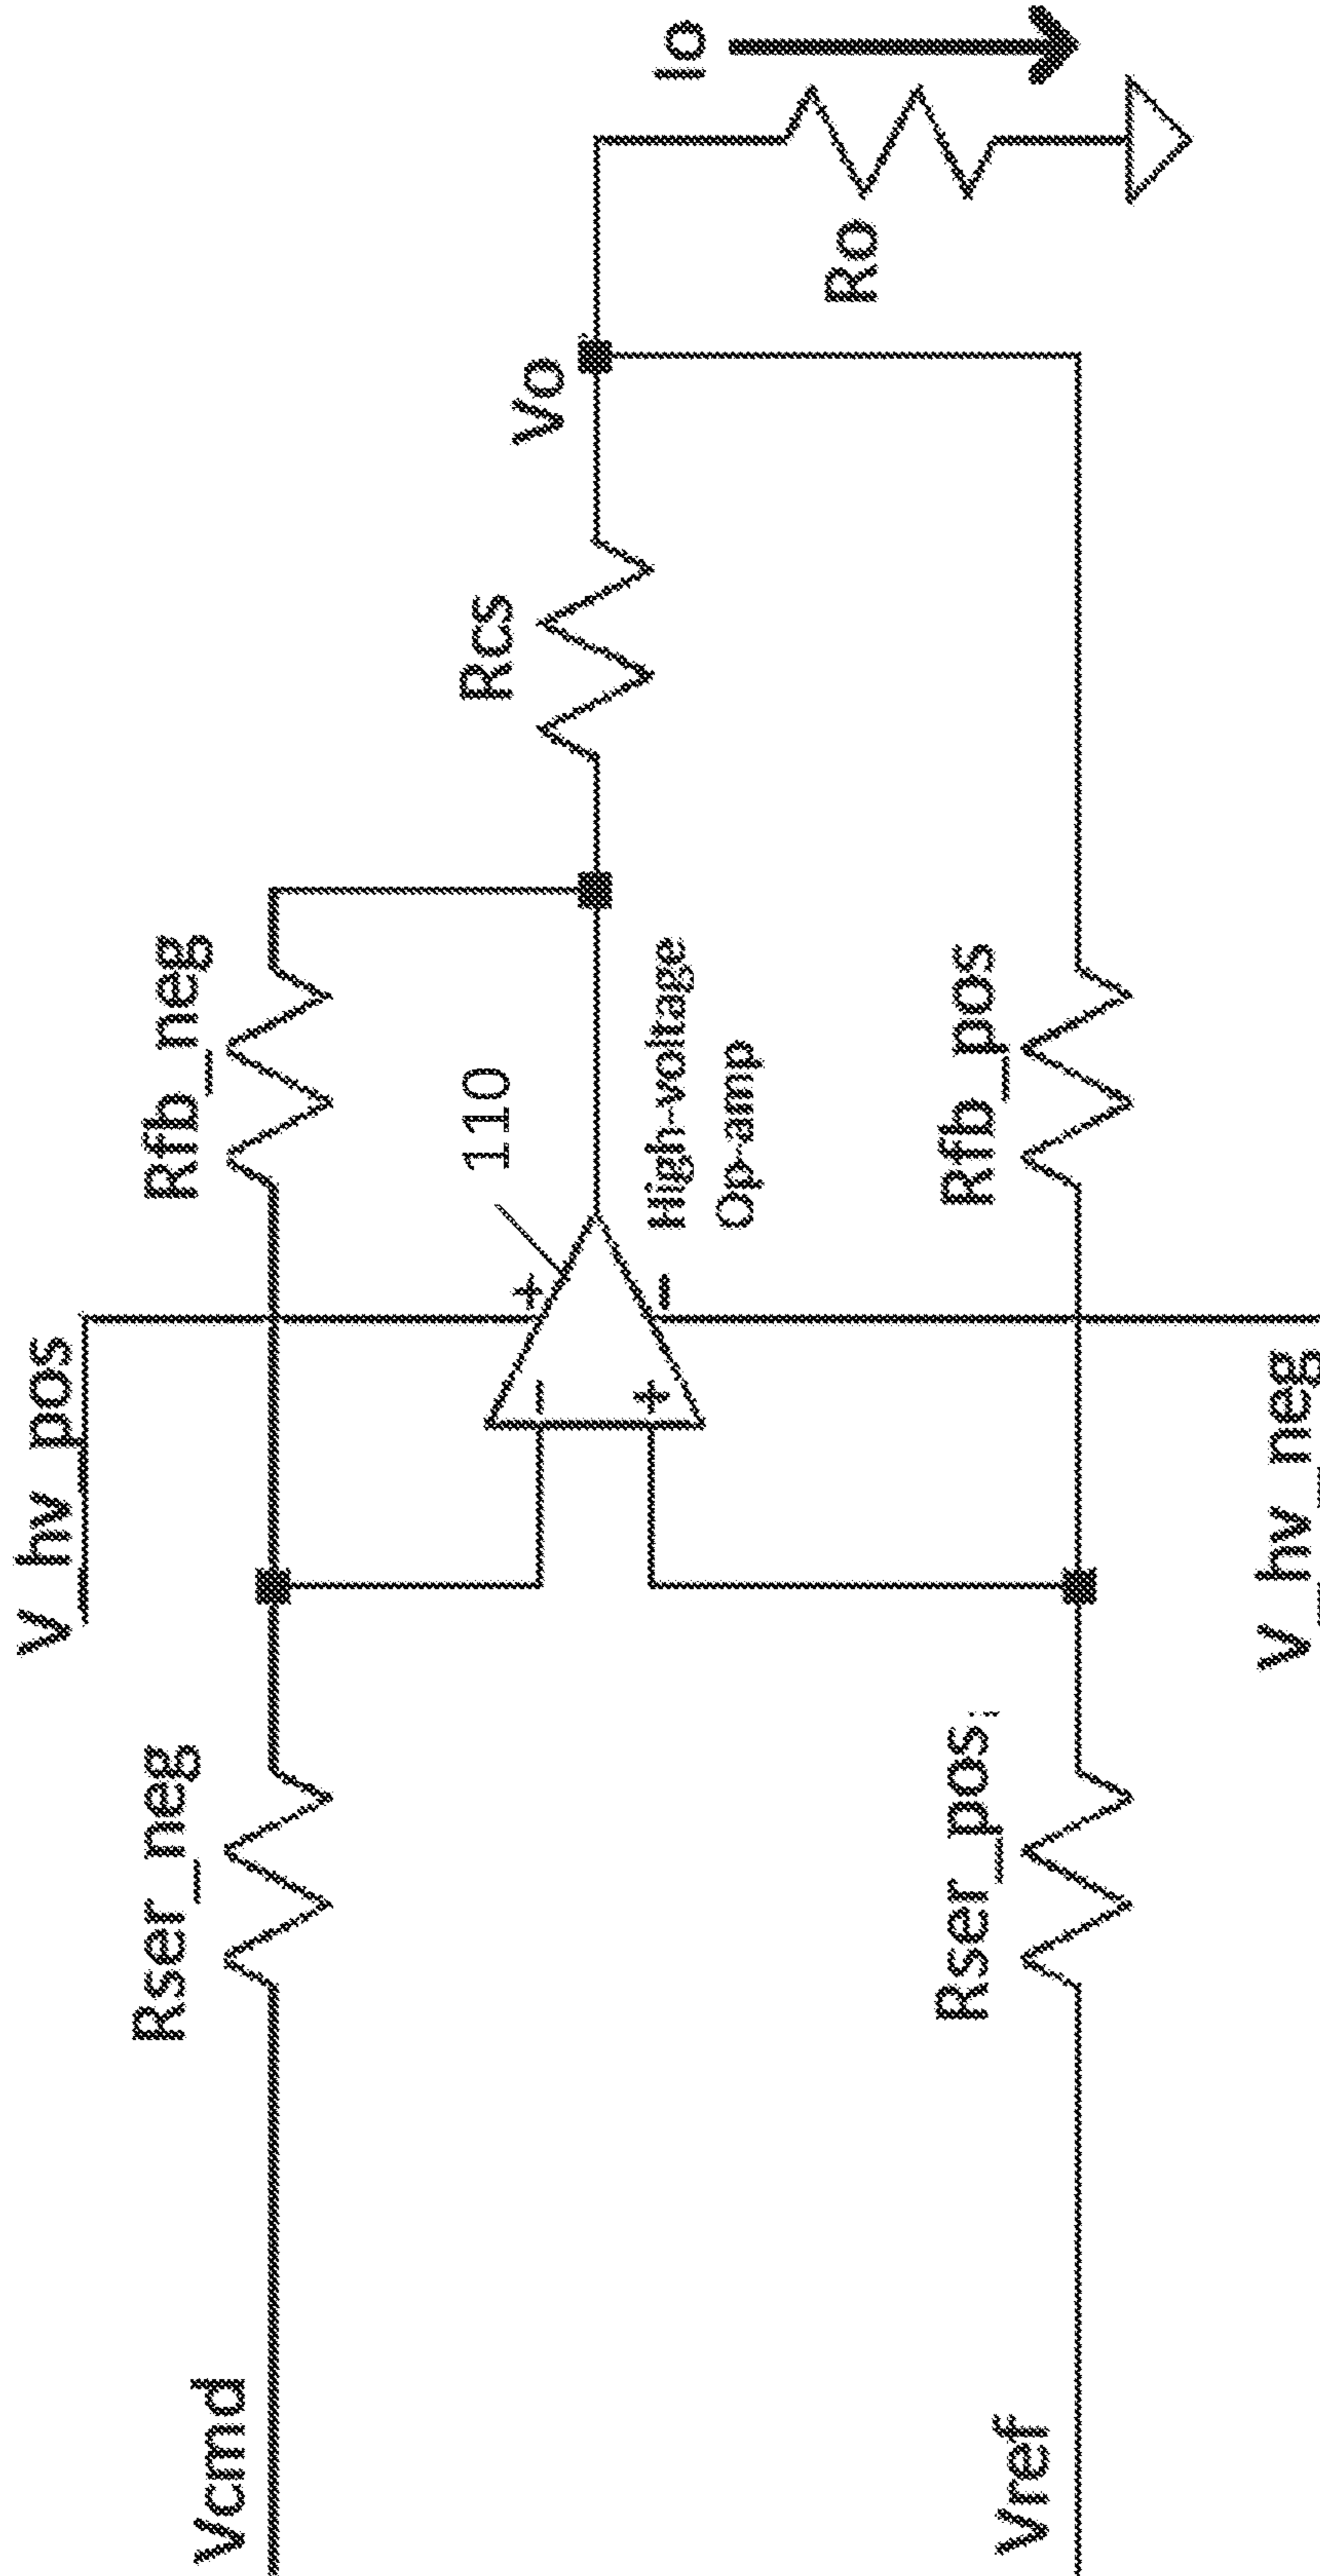 V_hv_pos
Rser_neg
Rfb_neg
Vcmd
110
Rcs
Vo
Io
High-voltage
Op-amp
Ro
Rser_pos
Rfb_pos
Vref
V_hv_neg
+
-
-
+